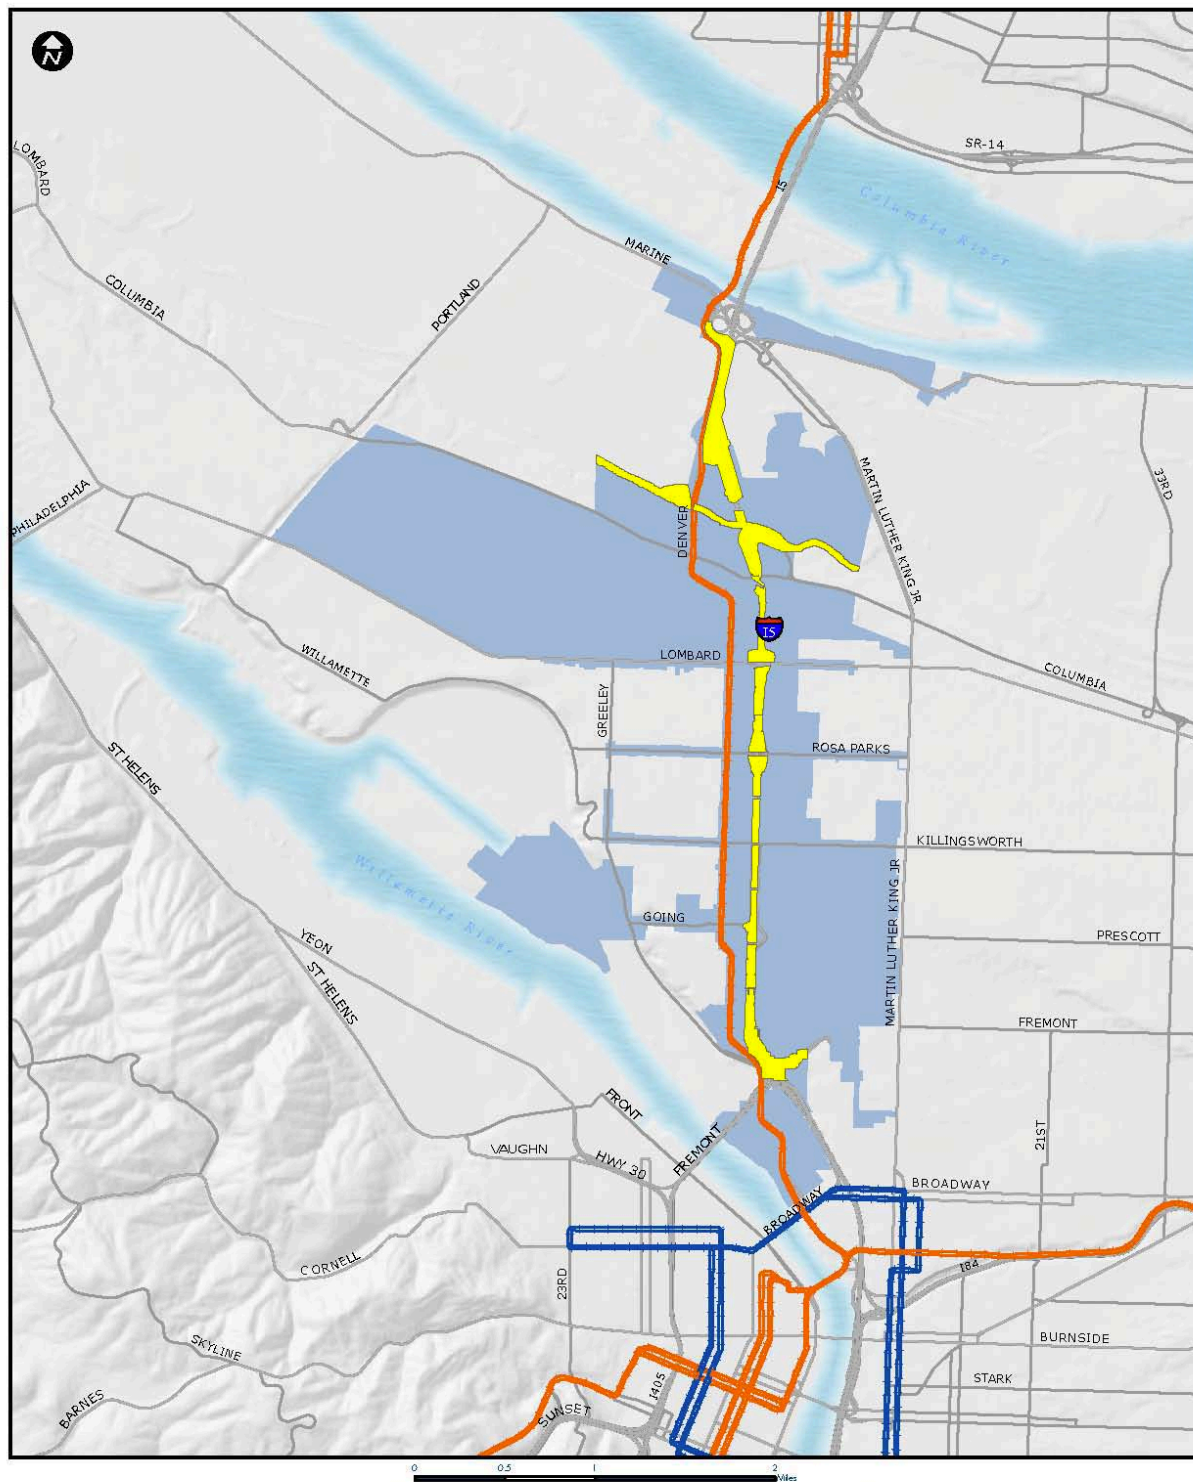 N
SR-14
LOMBARD
I5
Columbia River
MARINE
COLUMBIA
PORTLAND
33RD
MARTIN LUTHER KING JR
PHILADELPHIA
DENVER
I5
LOMBARD
WILLAMETTE
COLUMBIA
GREELEY
ROSA PARKS
ST HELENS
KILLINGSWORTH
Willamette River
MARTIN LUTHER KING JR
GOING
PRESCOTT
YEON
ST HELENS
FREMONT
FRONT
21ST
VAUGHN
HWY 30
FREMONT
BROADWAY
BROADWAY
CORNELL
23RD
I84
SKYLINE
BURNSIDE
STARK
I405
BARNES
SUNSET
0 0.5 1 2
Miles